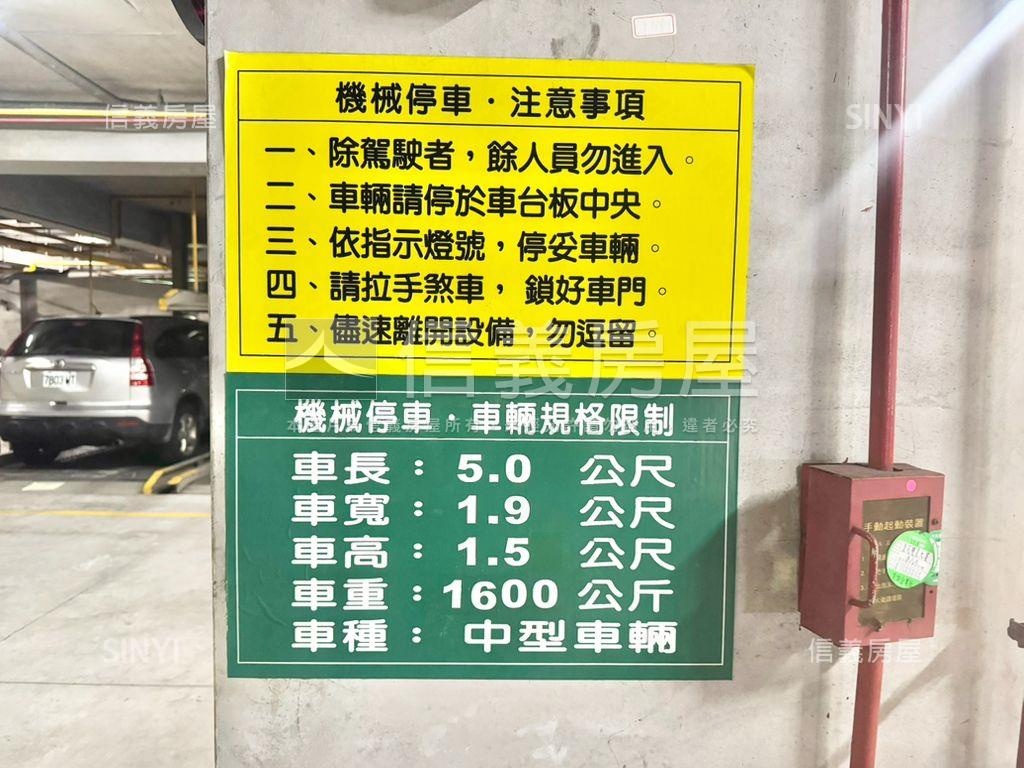 信義房屋
SINYI
機械停車．注意事項
一、除駕駛者，餘人員勿進入。
二、車輛請停於車台板中央。
三、依指示燈號，停妥車輛。
四、請拉手煞車，鎖好車門。
五、儘速離開設備，勿逗留。
信義房屋
7803
機械停車．車輛規格限制
車長： 5.0 公尺
車寬： 1.9 公尺
車高： 1.5 公尺
車重：1600 公斤
車種： 中型車輛
手動起動裝置
SINYI
信義房屋